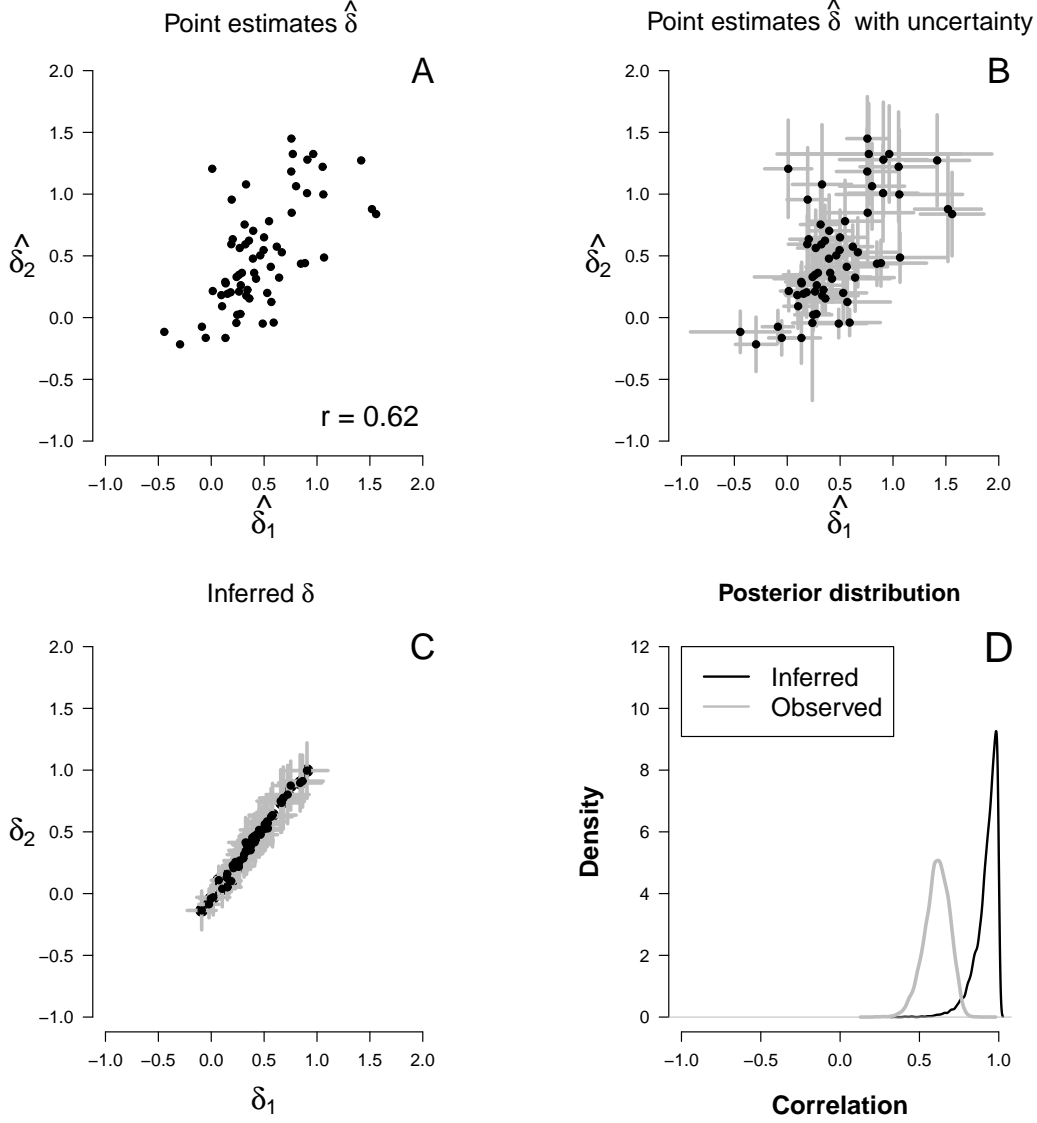 Point estimates δ̂
A
2.0
1.5
1.0
0.5
0.0
−0.5
−1.0
δ̂₂
r = 0.62
−1.0 −0.5 0.0 0.5 1.0 1.5 2.0
δ̂₁
Point estimates δ̂ with uncertainty
B
2.0
1.5
1.0
0.5
0.0
−0.5
−1.0
δ̂₂
−1.0 −0.5 0.0 0.5 1.0 1.5 2.0
δ̂₁
Inferred δ
C
2.0
1.5
1.0
0.5
0.0
−0.5
−1.0
δ₂
−1.0 −0.5 0.0 0.5 1.0 1.5 2.0
δ₁
Posterior distribution
D
Inferred
Observed
12
10
8
6
4
2
0
Density
−1.0 −0.5 0.0 0.5 1.0
Correlation